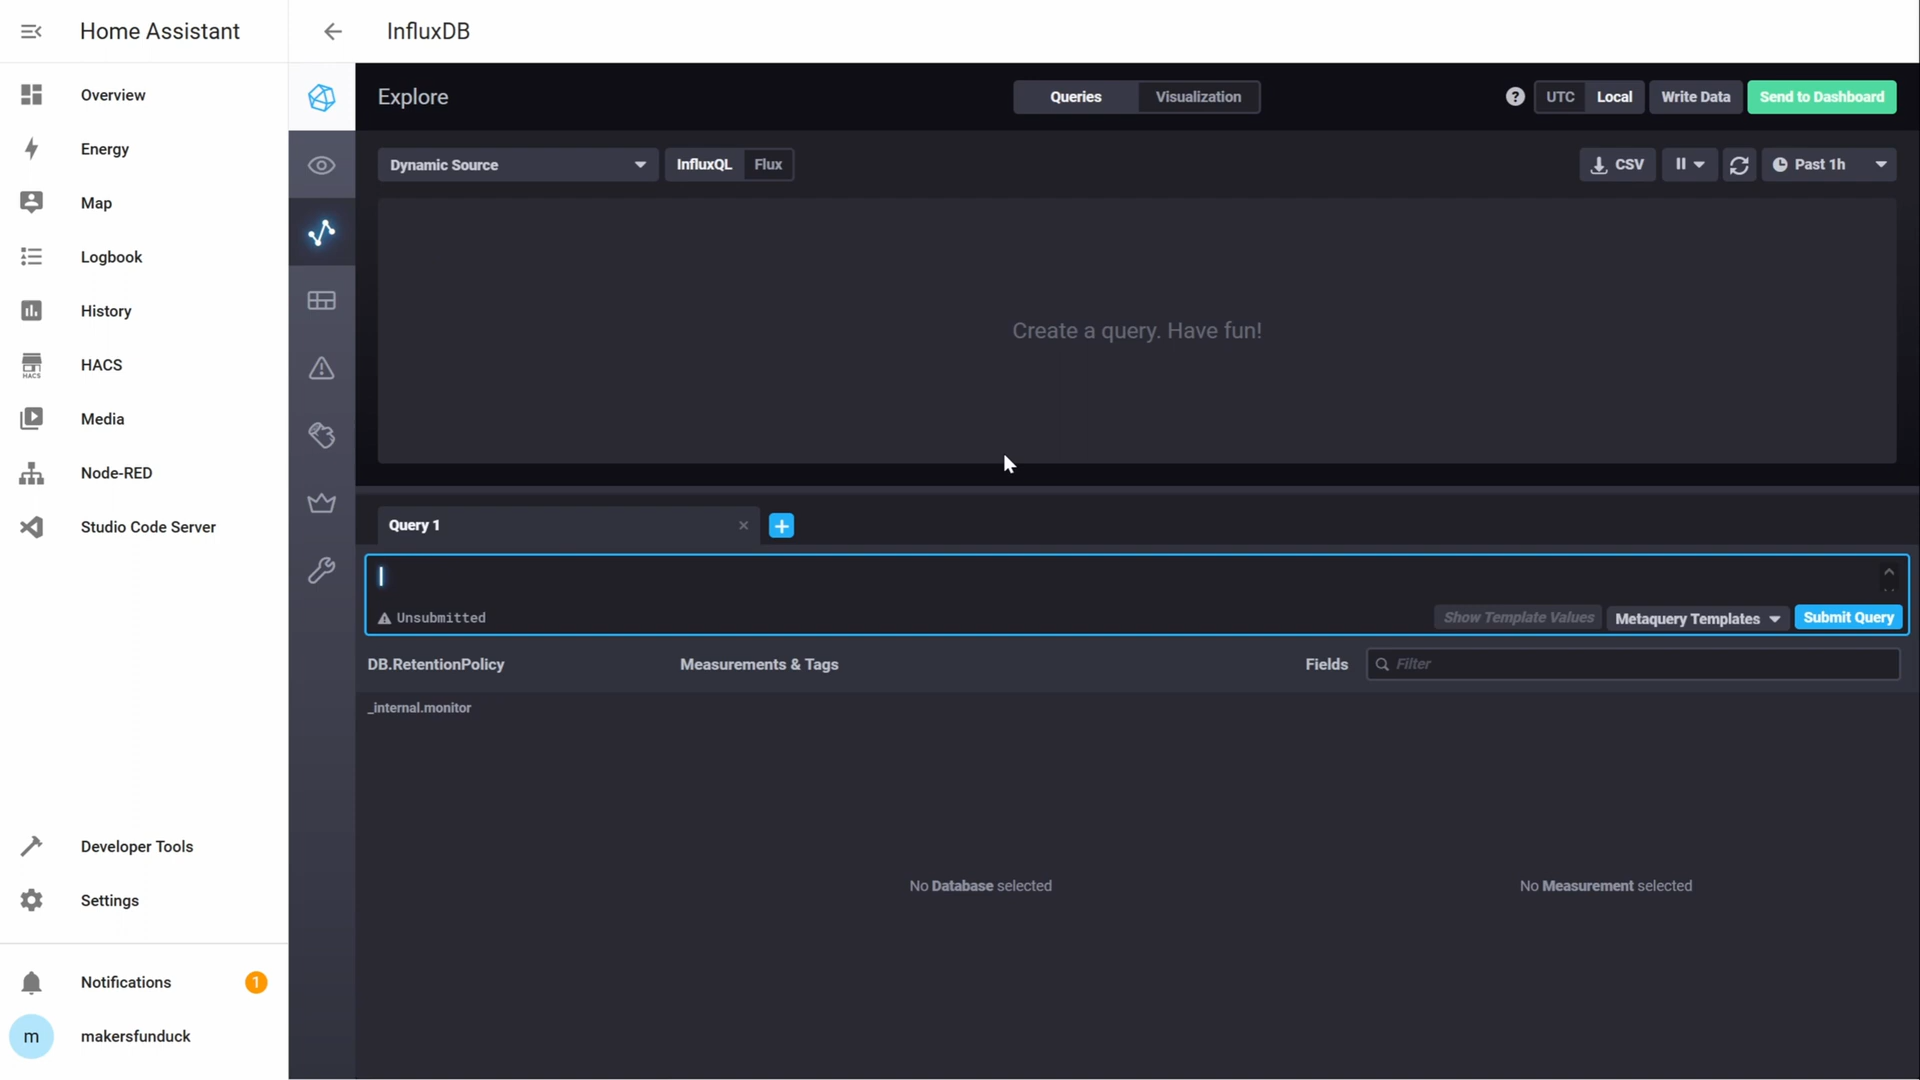 Home Assistant
InfluxDB
Overview
Energy
Map
Logbook
History
HACS
HACS
Media
Node-RED
Studio Code Server
Developer Tools
Settings
Notifications
1
m
makersfunduck
Explore
Queries
Visualization
?
UTC
Local
Write Data
Send to Dashboard
Dynamic Source
InfluxQL
Flux
CSV
Past 1h
Create a query. Have fun!
Query 1
Unsubmitted
Show Template Values
Metaquery Templates
Submit Query
DB.RetentionPolicy
Measurements & Tags
Fields
Filter
_internal.monitor
No Database selected
No Measurement selected